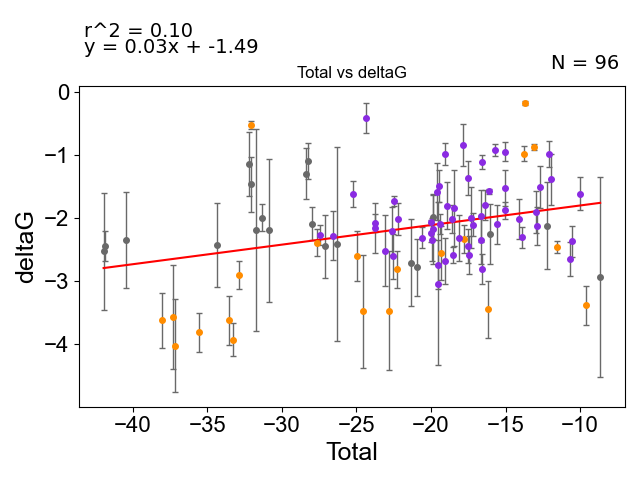 r^2 = 0.10
y = 0.03x + -1.49
N = 96
Total vs deltaG
0
−1
−2
−3
−4
deltaG
−40
−35
−30
−25
−20
−15
−10
Total